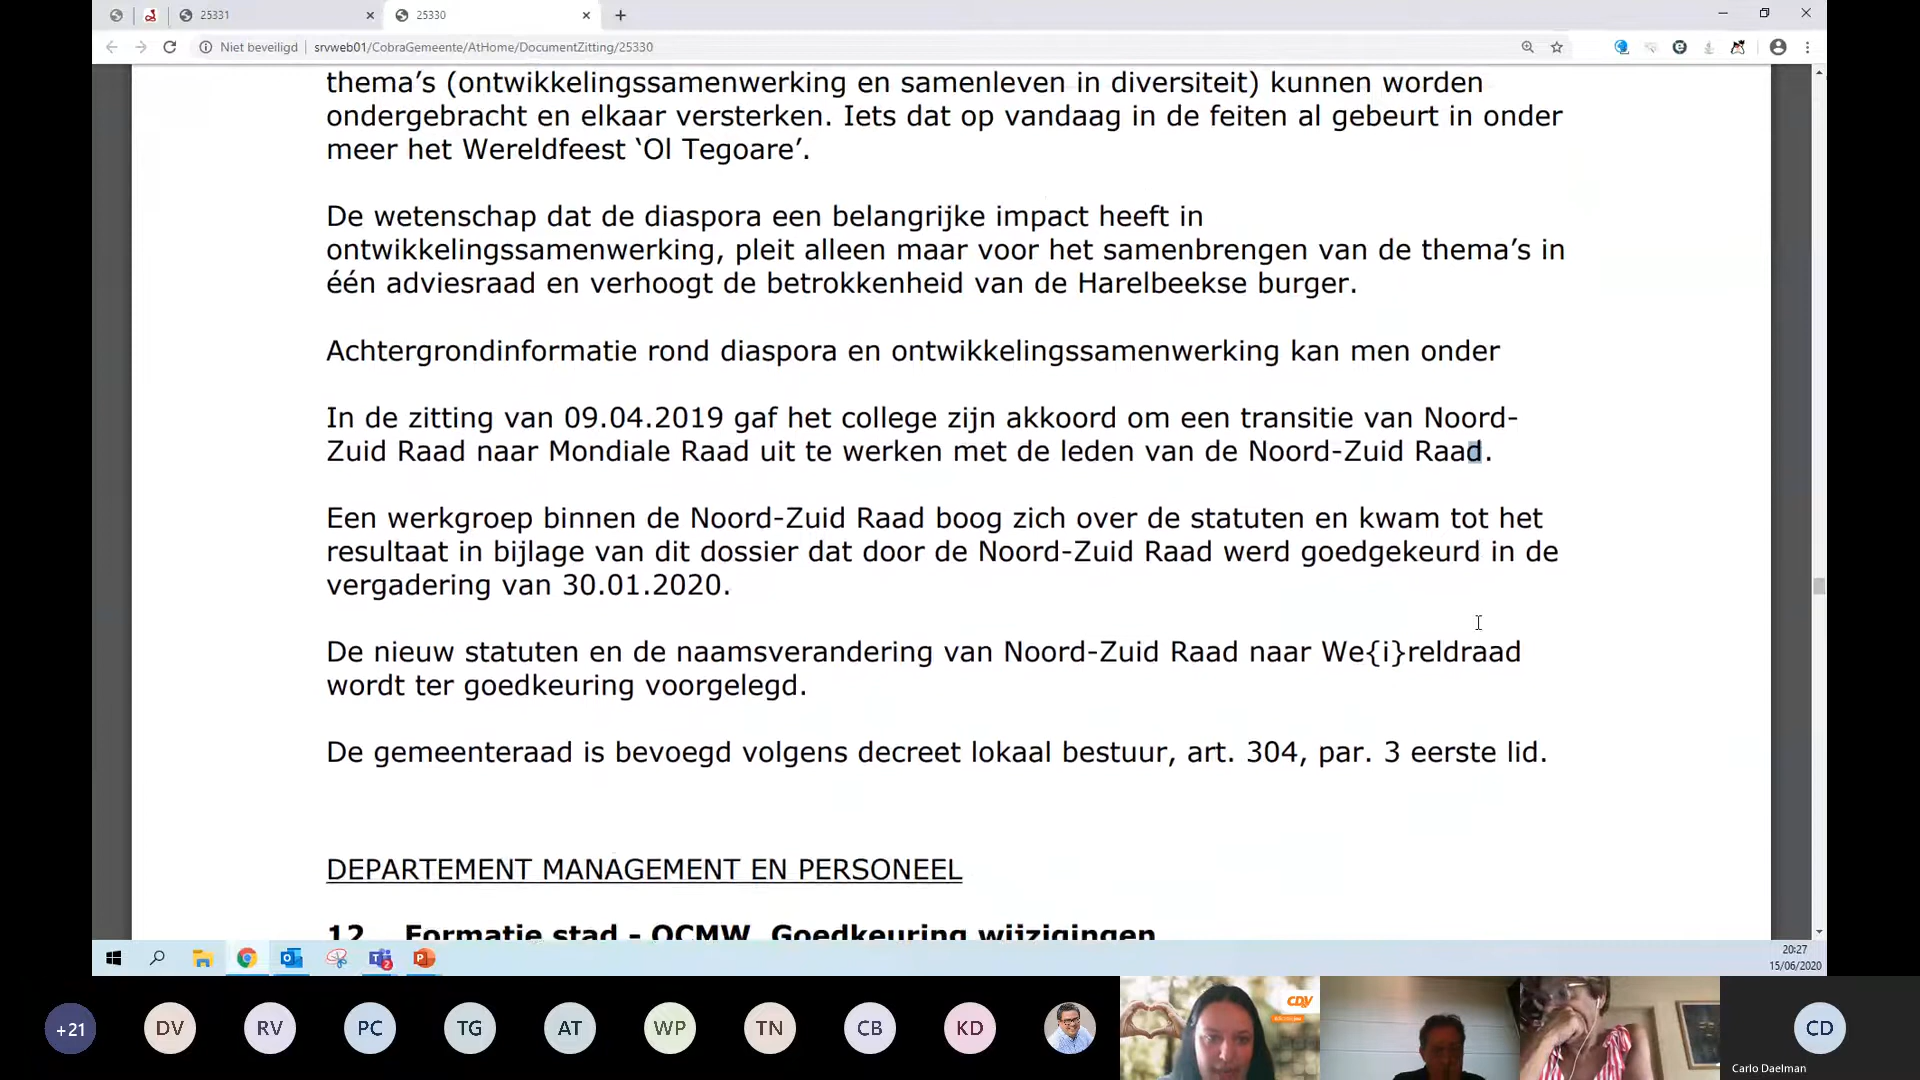 25331
25330
Niet beveiligd
srvweb01/CobraGemeente/AtHome/DocumentZitting/25330
thema's (ontwikkelingssamenwerking en samenleven in diversiteit) kunnen worden
ondergebracht en elkaar versterken. Iets dat op vandaag in de feiten al gebeurt in onder
meer het Wereldfeest ‘Ol Tegoare’.
De wetenschap dat de diaspora een belangrijke impact heeft in
ontwikkelingssamenwerking, pleit alleen maar voor het samenbrengen van de thema’s in
één adviesraad en verhoogt de betrokkenheid van de Harelbeekse burger.
Achtergrondinformatie rond diaspora en ontwikkelingssamenwerking kan men onder
In de zitting van 09.04.2019 gaf het college zijn akkoord om een transitie van Noord-
Zuid Raad naar Mondiale Raad uit te werken met de leden van de Noord-Zuid Raad.
Een werkgroep binnen de Noord-Zuid Raad boog zich over de statuten en kwam tot het
resultaat in bijlage van dit dossier dat door de Noord-Zuid Raad werd goedgekeurd in de
vergadering van 30.01.2020.
De nieuw statuten en de naamsverandering van Noord-Zuid Raad naar We{i}reldraad
wordt ter goedkeuring voorgelegd.
De gemeenteraad is bevoegd volgens decreet lokaal bestuur, art. 304, par. 3 eerste lid.
DEPARTEMENT MANAGEMENT EN PERSONEEL
12 Formatie stad - OCMW. Goedkeuring wijzigingen
20:27
15/06/2020
+21
DV
RV
PC
TG
AT
WP
TN
CB
KD
CD&V
CD
Carlo Daelman